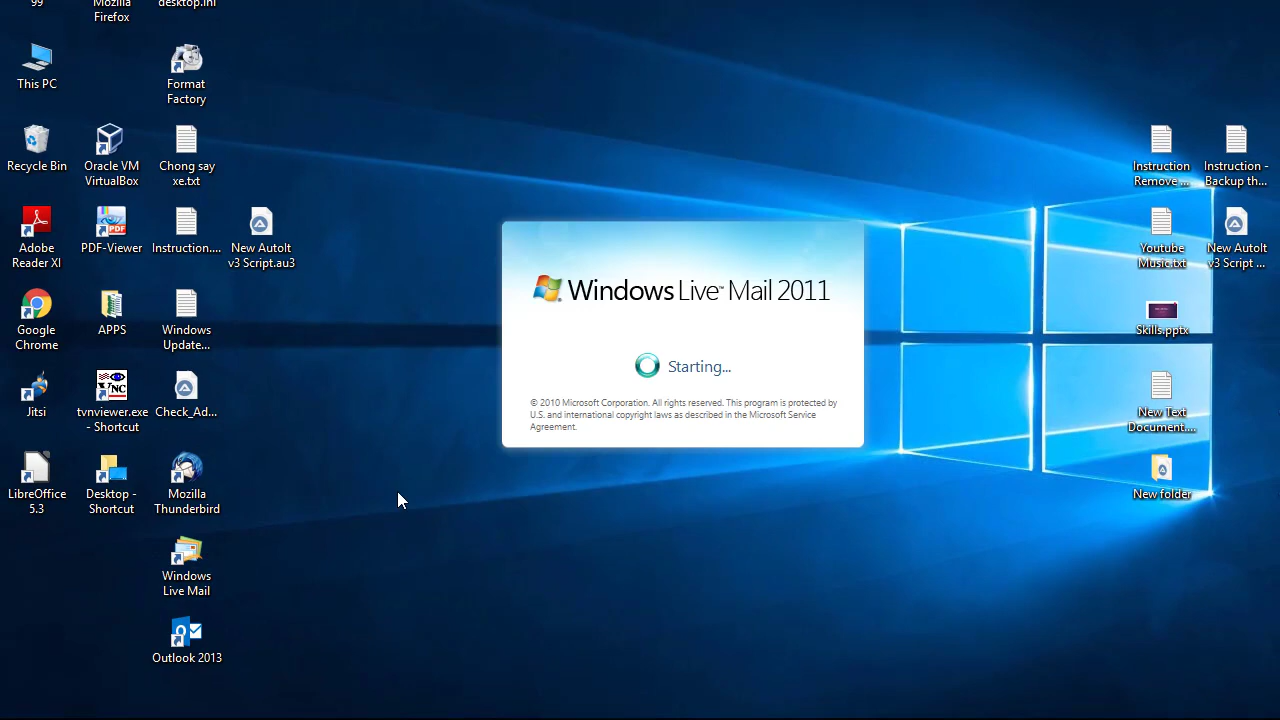 99
Mozilla
Firefox
desktop.ini
This PC
Format
Factory
Recycle Bin
Oracle VM
VirtualBox
Chong say
xe.txt
Adobe
Reader XI
PDF-Viewer
Instruction....
New AutoIt
v3 Script.au3
Google
Chrome
APPS
Windows
Update...
Jitsi
tvnviewer.exe
- Shortcut
Check_Ad...
LibreOffice
5.3
Desktop -
Shortcut
Mozilla
Thunderbird
Windows
Live Mail
Outlook 2013
Windows Live™ Mail 2011
Starting...
© 2010 Microsoft Corporation. All rights reserved. This program is protected by
U.S. and international copyright laws as described in the Microsoft Service
Agreement.
Instruction
Remove ...
Instruction -
Backup th...
Youtube
Music.txt
New AutoIt
v3 Script ...
Skills.pptx
New Text
Document....
New folder